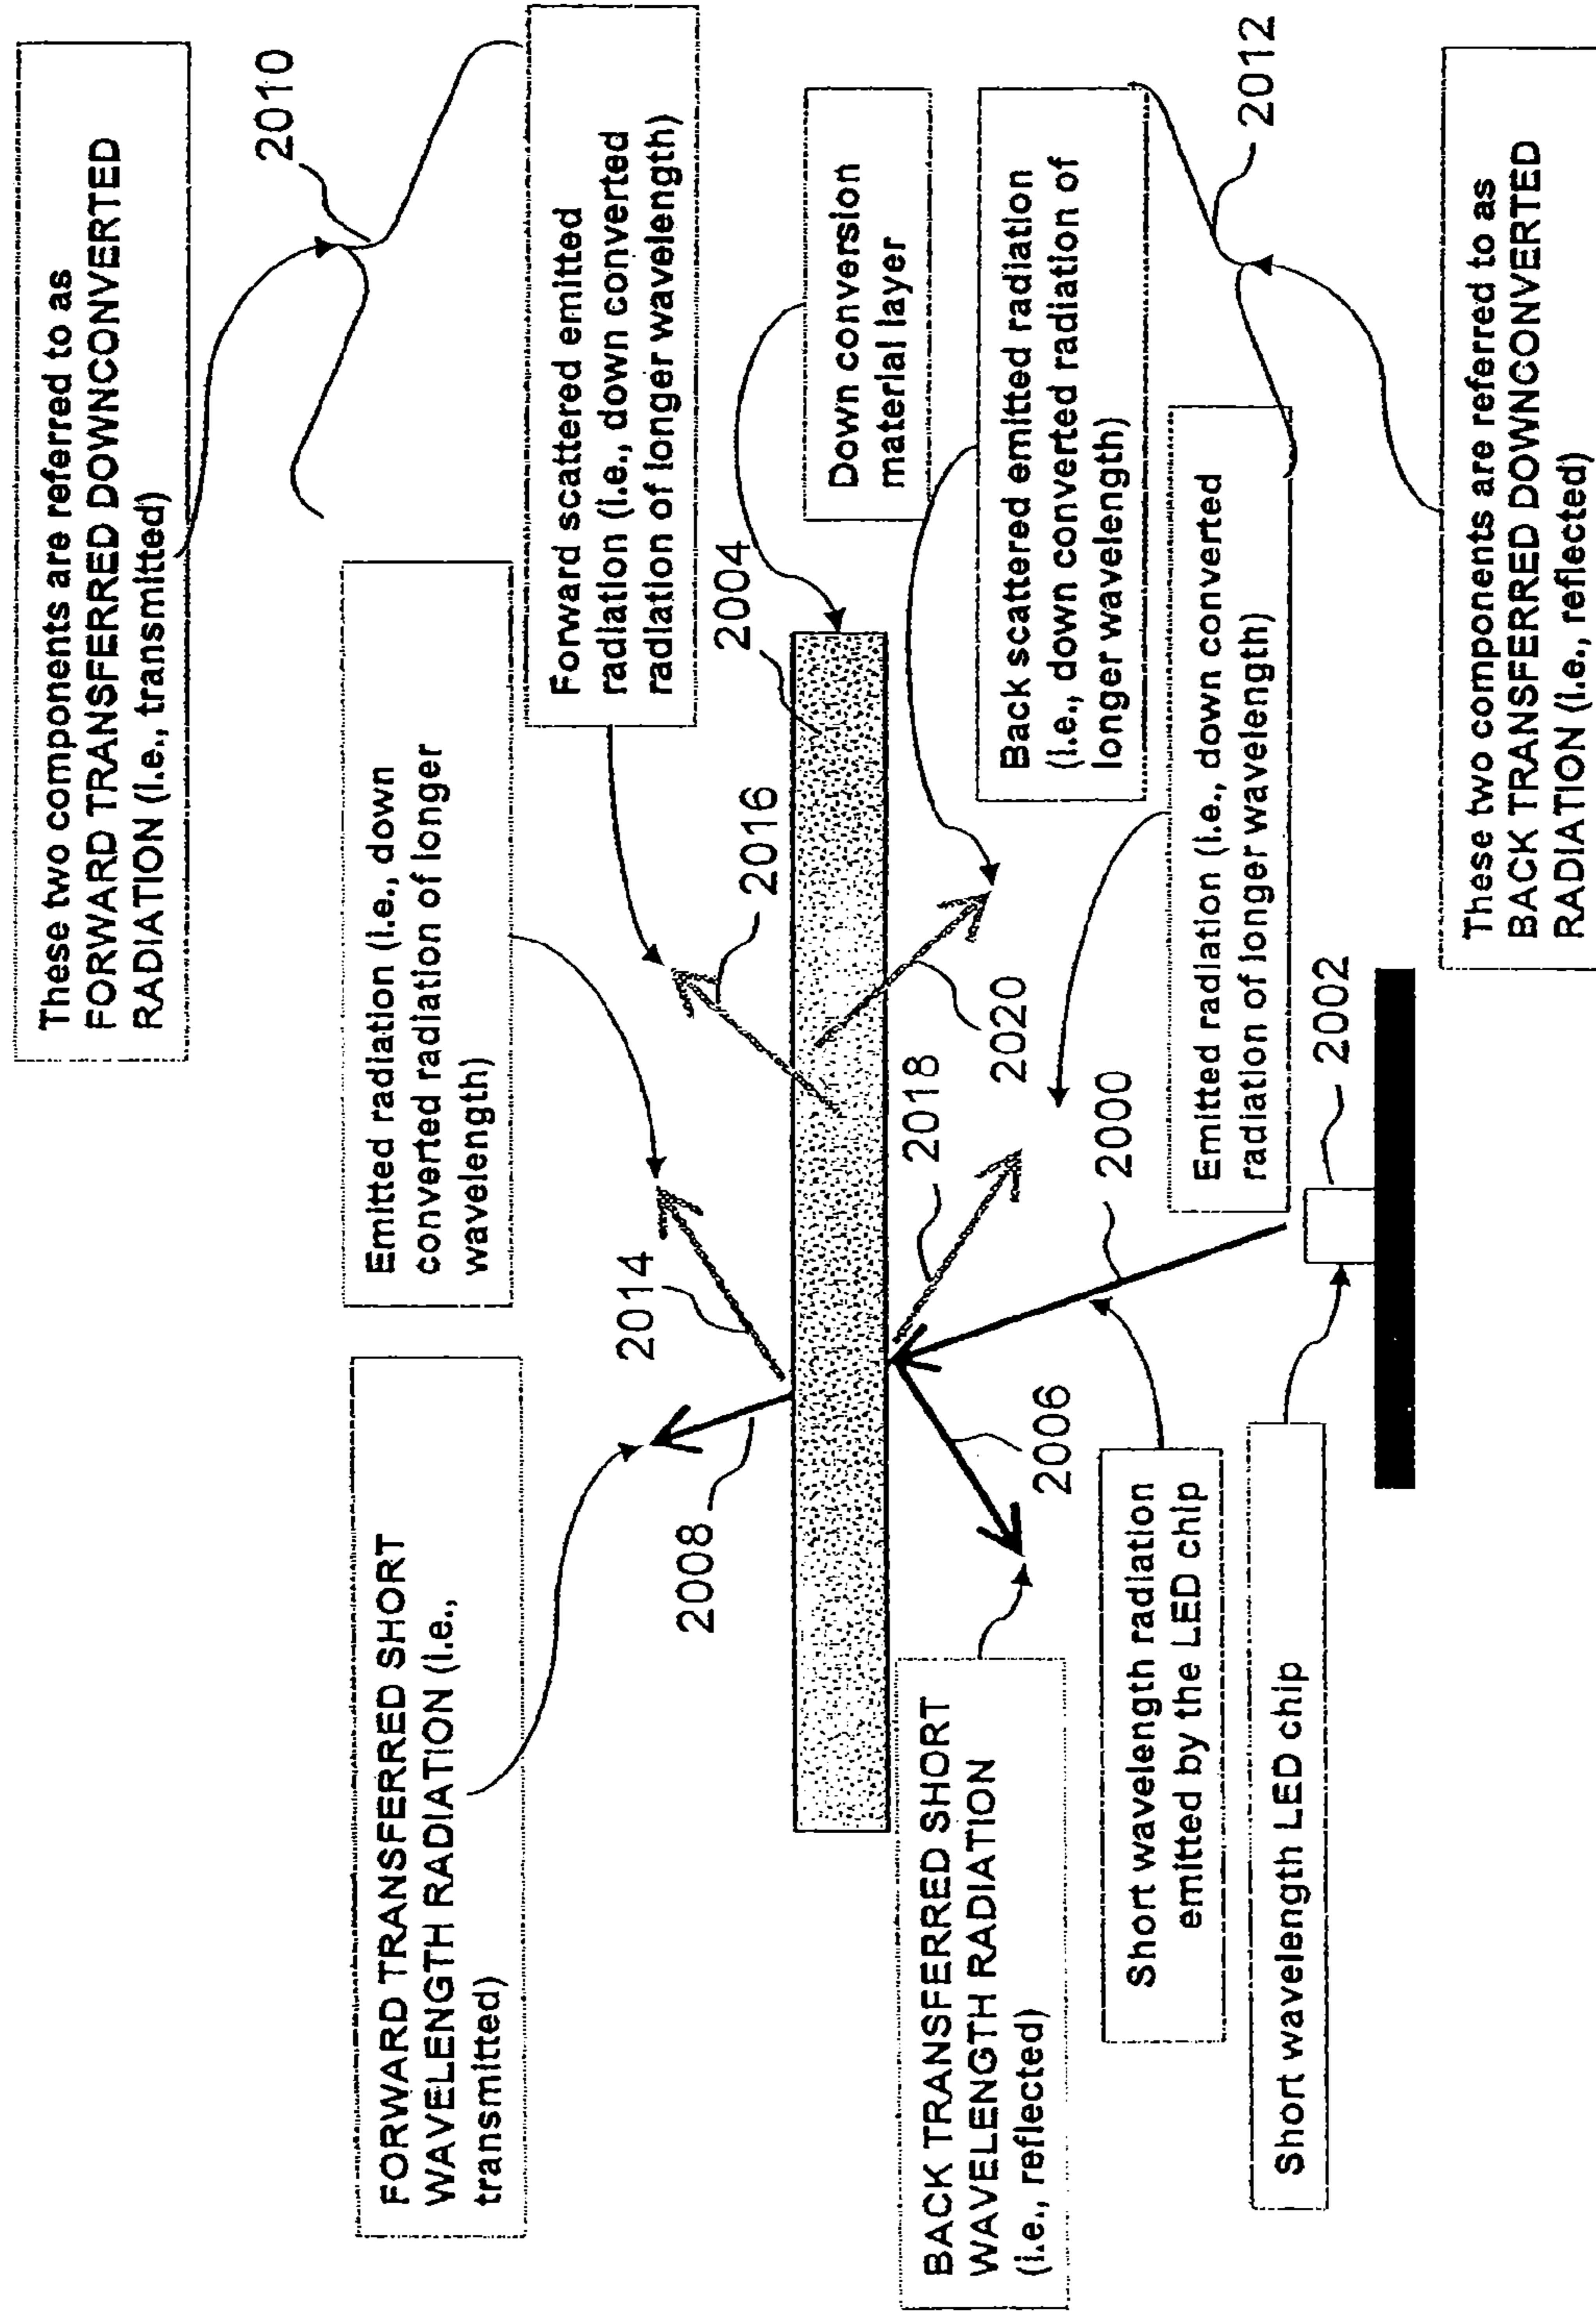 These two components are referred to as
FORWARD TRANSFERRED DOWNCONVERTED
RADIATION (i.e., transmitted)
2010
Emitted radiation (i.e., down
converted radiation of longer
wavelength)
Forward scattered emitted
radiation (i.e., down converted
radiation of longer wavelength)
FORWARD TRANSFERRED SHORT
WAVELENGTH RADIATION (i.e.,
transmitted)
2008
2014
2016
2004
Down conversion
material layer
BACK TRANSFERRED SHORT
WAVELENGTH RADIATION
(i.e., reflected)
2006
2018
2020
Back scattered emitted radiation
(i.e., down converted radiation of
longer wavelength)
2000
Short wavelength radiation
emitted by the LED chip
Emitted radiation (i.e., down converted
radiation of longer wavelength)
2012
Short wavelength LED chip
2002
These two components are referred to as
BACK TRANSFERRED DOWNCONVERTED
RADIATION (i.e., reflected)